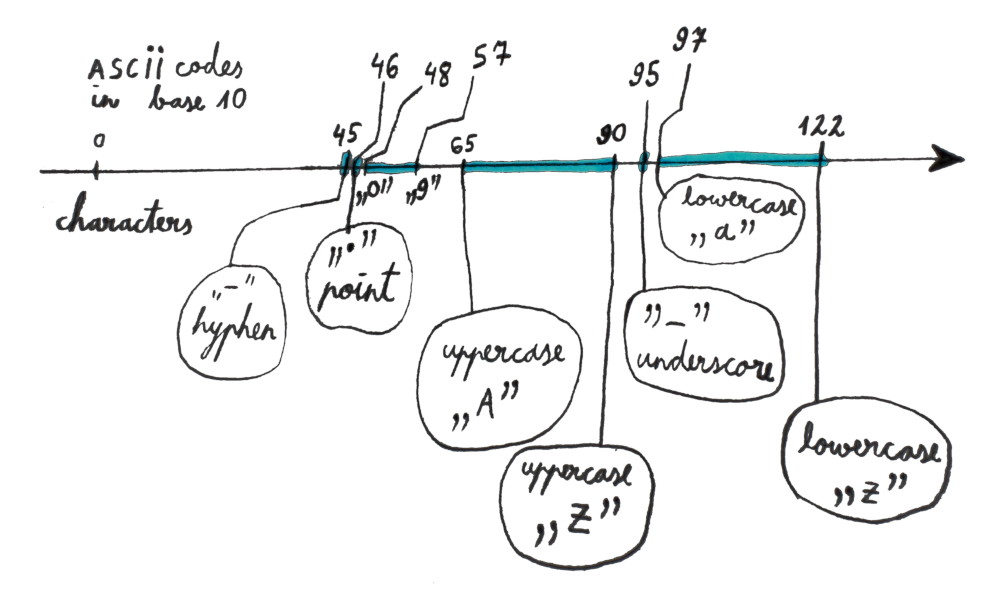 ASCII codes
in base 10
0
45
46
48
57
65
90
95
97
122
characters
„0”
„9”
„-”
hyphen
„.”
point
uppercase
„A”
uppercase
„Z”
lowercase
„a”
„_”
underscore
lowercase
„z”